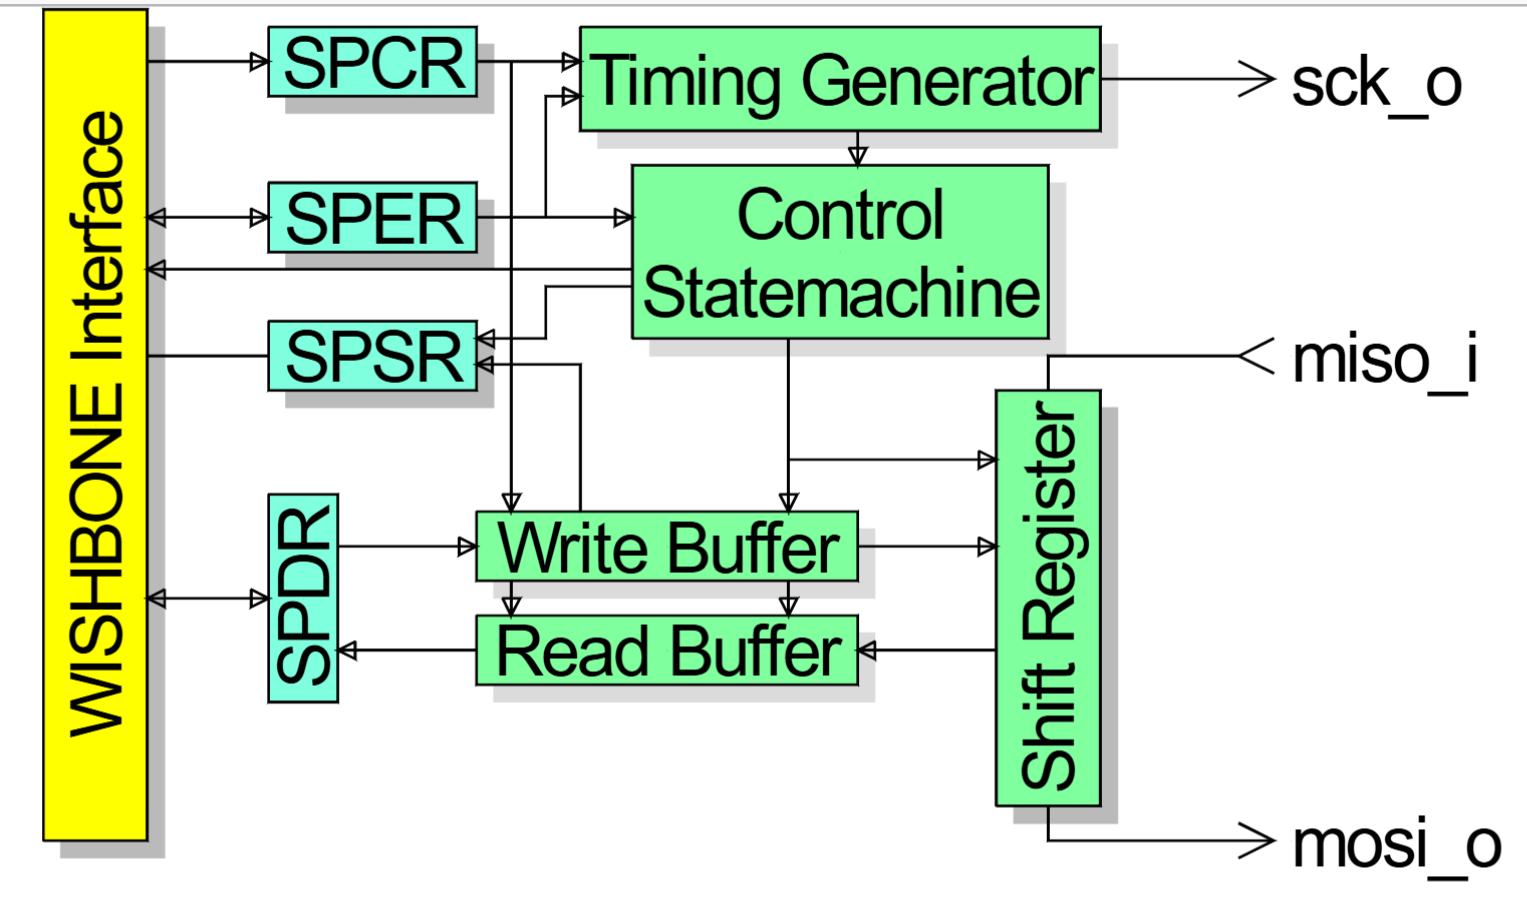 WISHBONE Interface
SPCR
Timing Generator
sck_o
SPER
Control
Statemachine
SPSR
miso_i
SPDR
Write Buffer
Read Buffer
Shift Register
mosi_o